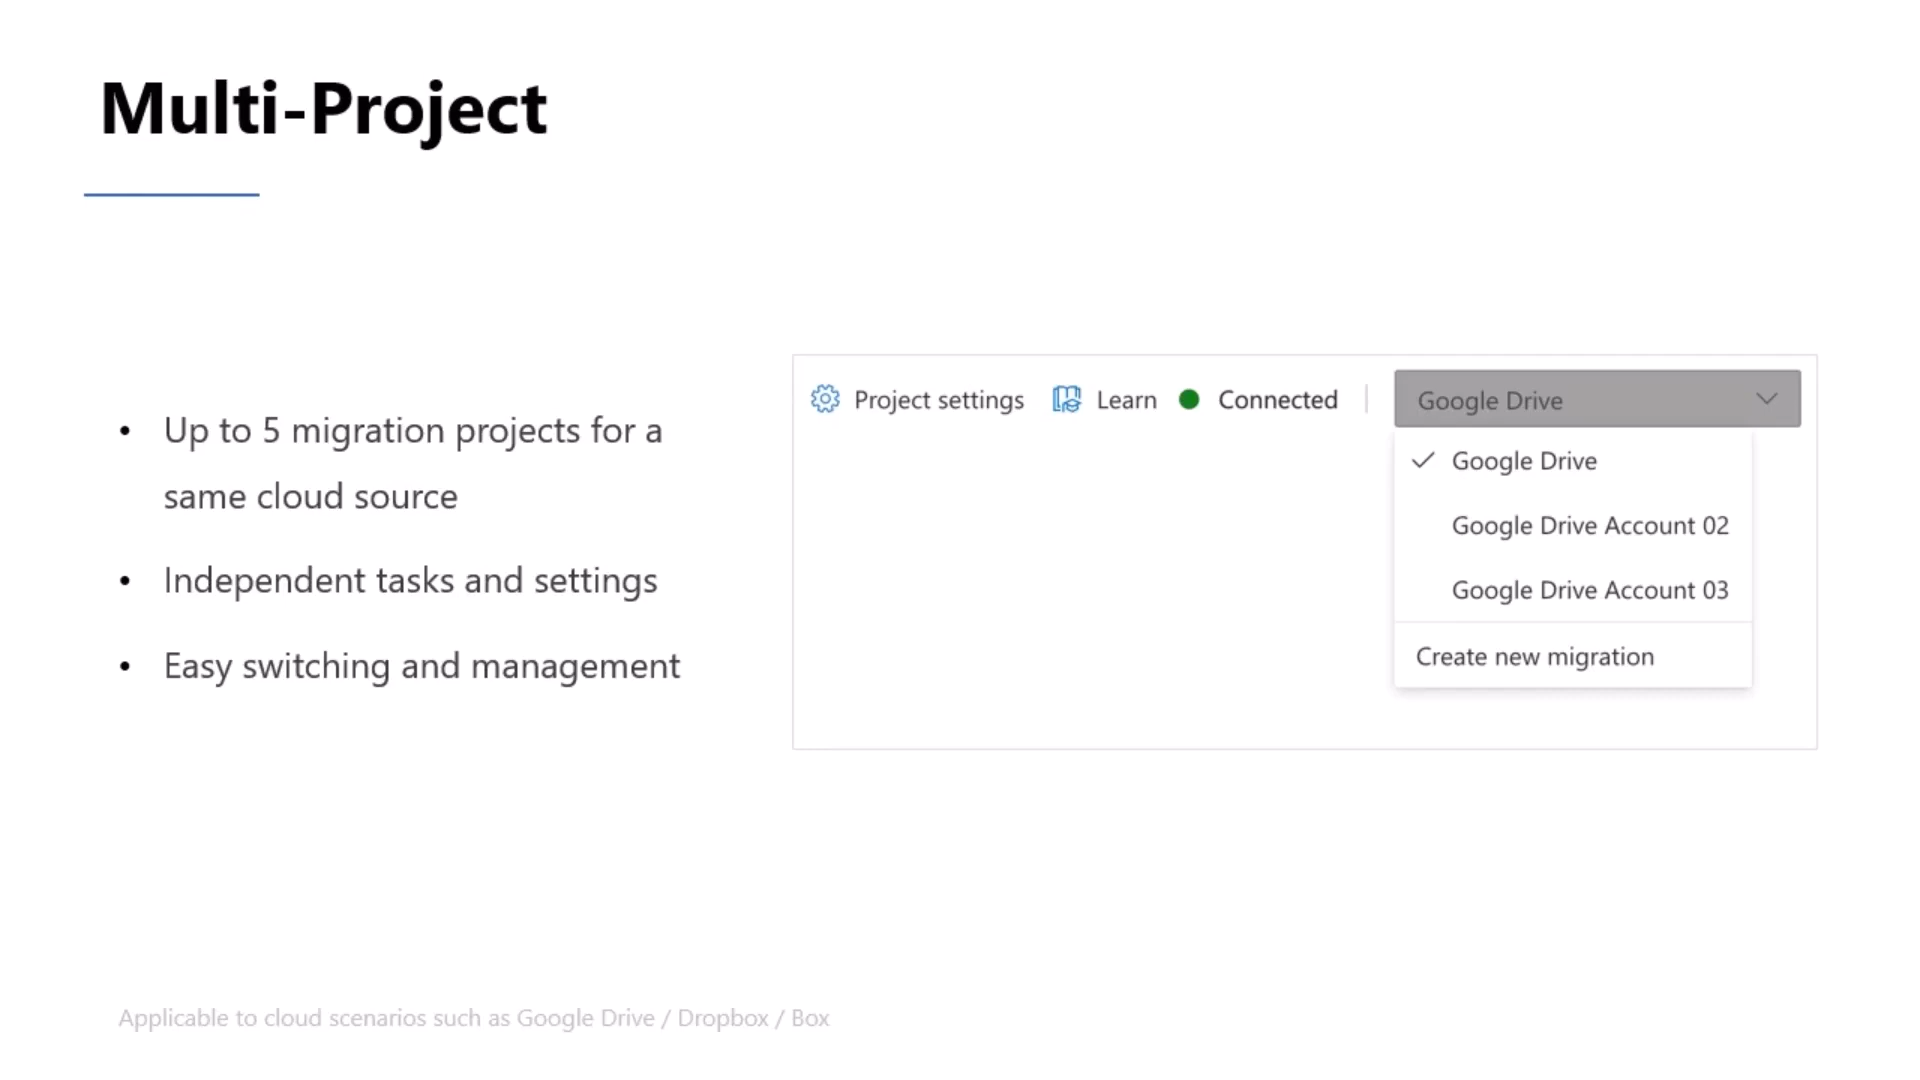 Multi-Project
• Up to 5 migration projects for a
same cloud source
• Independent tasks and settings
• Easy switching and management
Project settings Learn Connected Google Drive
Google Drive
Google Drive Account 02
Google Drive Account 03
Create new migration
Applicable to cloud scenarios such as Google Drive / Dropbox / Box